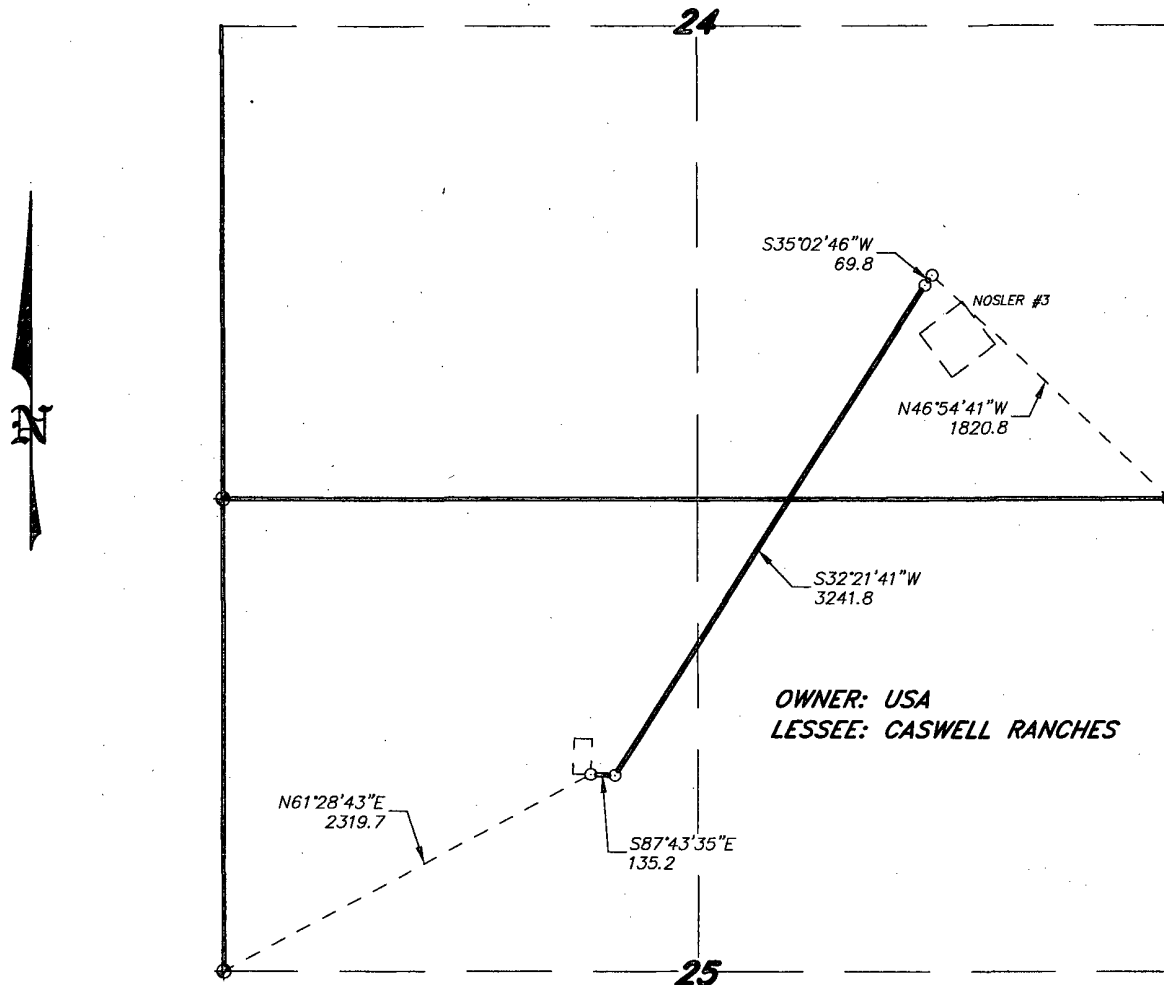 24
S35°02'46"W
69.8
NOSLER #3
N46°54'41"W
1820.8
N
S32°21'41"W
3241.8
OWNER: USA
LESSEE: CASWELL RANCHES
N61°28'43"E
2319.7
S87°43'35"E
135.2
25